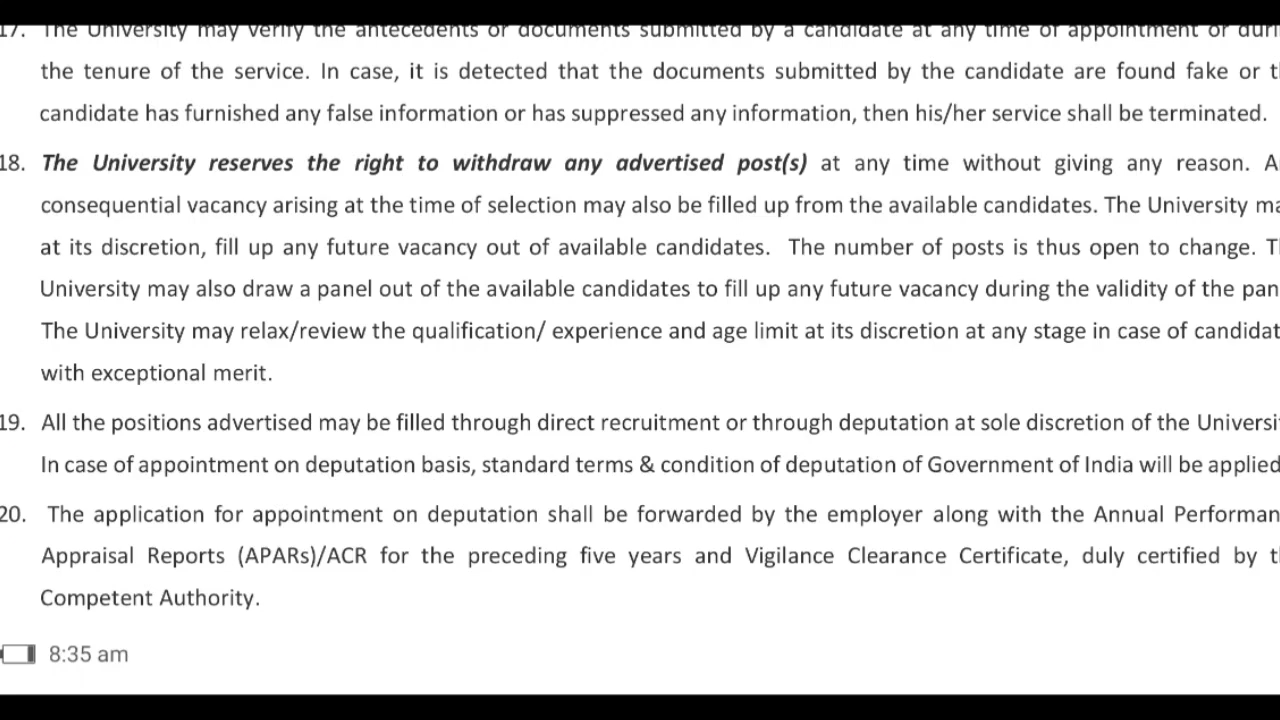 17. The University may verify the antecedents or documents submitted by a candidate at any time of appointment or
the tenure of the service. In case, it is detected that the documents submitted by the candidate are found fake or
candidate has furnished any false information or has suppressed any information, then his/her service shall be terminated.
18. The University reserves the right to withdraw any advertised post(s) at any time without giving any reason.
consequential vacancy arising at the time of selection may also be filled up from the available candidates. The University
at its discretion, fill up any future vacancy out of available candidates. The number of posts is thus open to change.
University may also draw a panel out of the available candidates to fill up any future vacancy during the validity of the
The University may relax/review the qualification/ experience and age limit at its discretion at any stage in case of
with exceptional merit.
19. All the positions advertised may be filled through direct recruitment or through deputation at sole discretion of the
In case of appointment on deputation basis, standard terms & condition of deputation of Government of India will be applied
20. The application for appointment on deputation shall be forwarded by the employer along with the Annual
Appraisal Reports (APARs)/ACR for the preceding five years and Vigilance Clearance Certificate, duly certified by
Competent Authority.
8:35 am